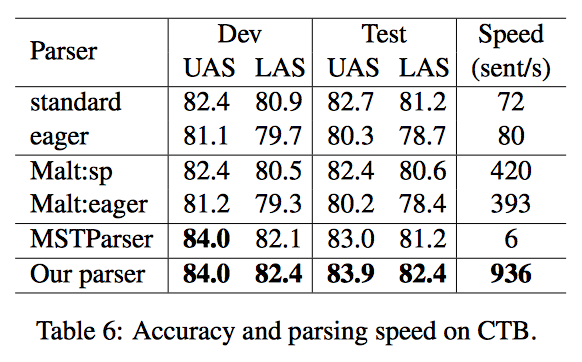 Parser Dev Test Speed
UAS LAS UAS LAS (sent/s)
standard 82.4 80.9 82.7 81.2 72
eager 81.1 79.7 80.3 78.7 80
Malt:sp 82.4 80.5 82.4 80.6 420
Malt:eager 81.2 79.3 80.2 78.4 393
MSTParser 84.0 82.1 83.0 81.2 6
Our parser 84.0 82.4 83.9 82.4 936
Table 6: Accuracy and parsing speed on CTB.